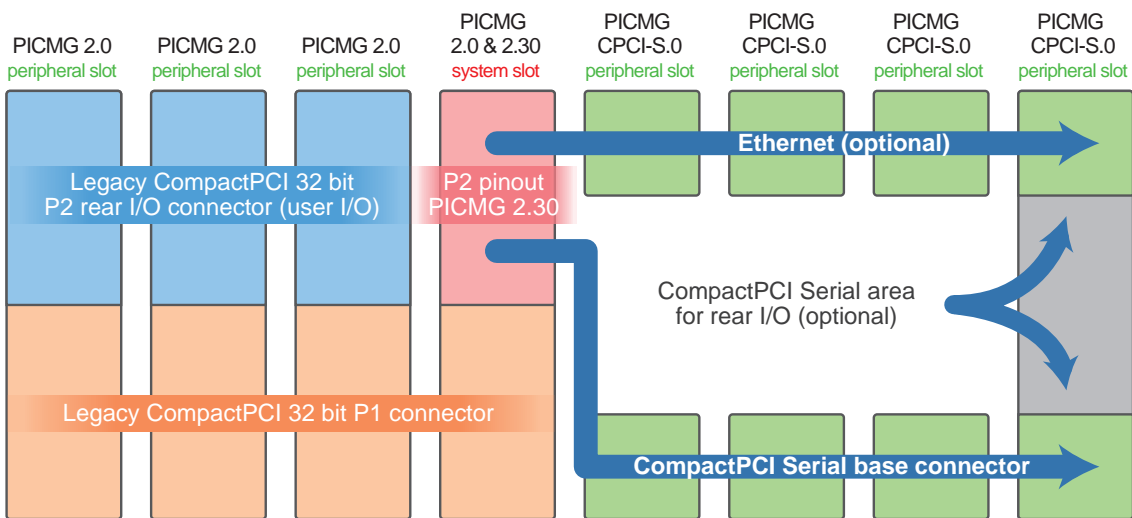 PICMG 2.0
peripheral slot
PICMG 2.0
peripheral slot
PICMG 2.0
peripheral slot
PICMG
2.0 & 2.30
system slot
PICMG
CPCI-S.0
peripheral slot
PICMG
CPCI-S.0
peripheral slot
PICMG
CPCI-S.0
peripheral slot
PICMG
CPCI-S.0
peripheral slot
Ethernet (optional)
Legacy CompactPCI 32 bit
P2 rear I/O connector (user I/O)
P2 pinout
PICMG 2.30
CompactPCI Serial area
for rear I/O (optional)
Legacy CompactPCI 32 bit P1 connector
CompactPCI Serial base connector